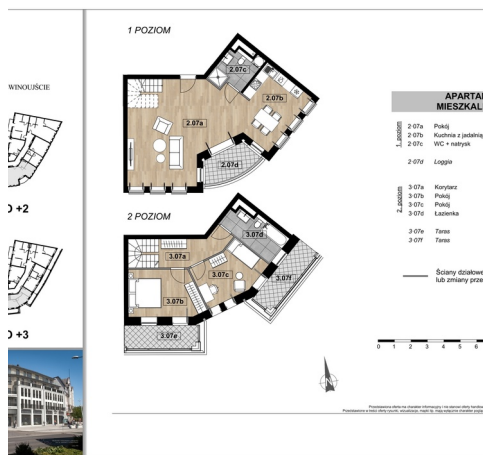 1 POZIOM
WINOUJŚCIE
2.07c
2.07b
2.07a
2.07d
APARTA
MIESZKAL
1. poziom
2·07a Pokój
2·07b Kuchnia z jadalnią
2·07c WC + natrysk
2·07d Loggia
O +2
2 POZIOM
2. poziom
3·07a Korytarz
3·07b Pokój
3·07c Pokój
3·07d Łazienka
3·07e Taras
3·07f Taras
3.07d
3.07a
3.07c
3.07f
3.07b
3.07e
Ściany działowe
lub zmiany prze
O +3
0 1 2 3 4 5 6